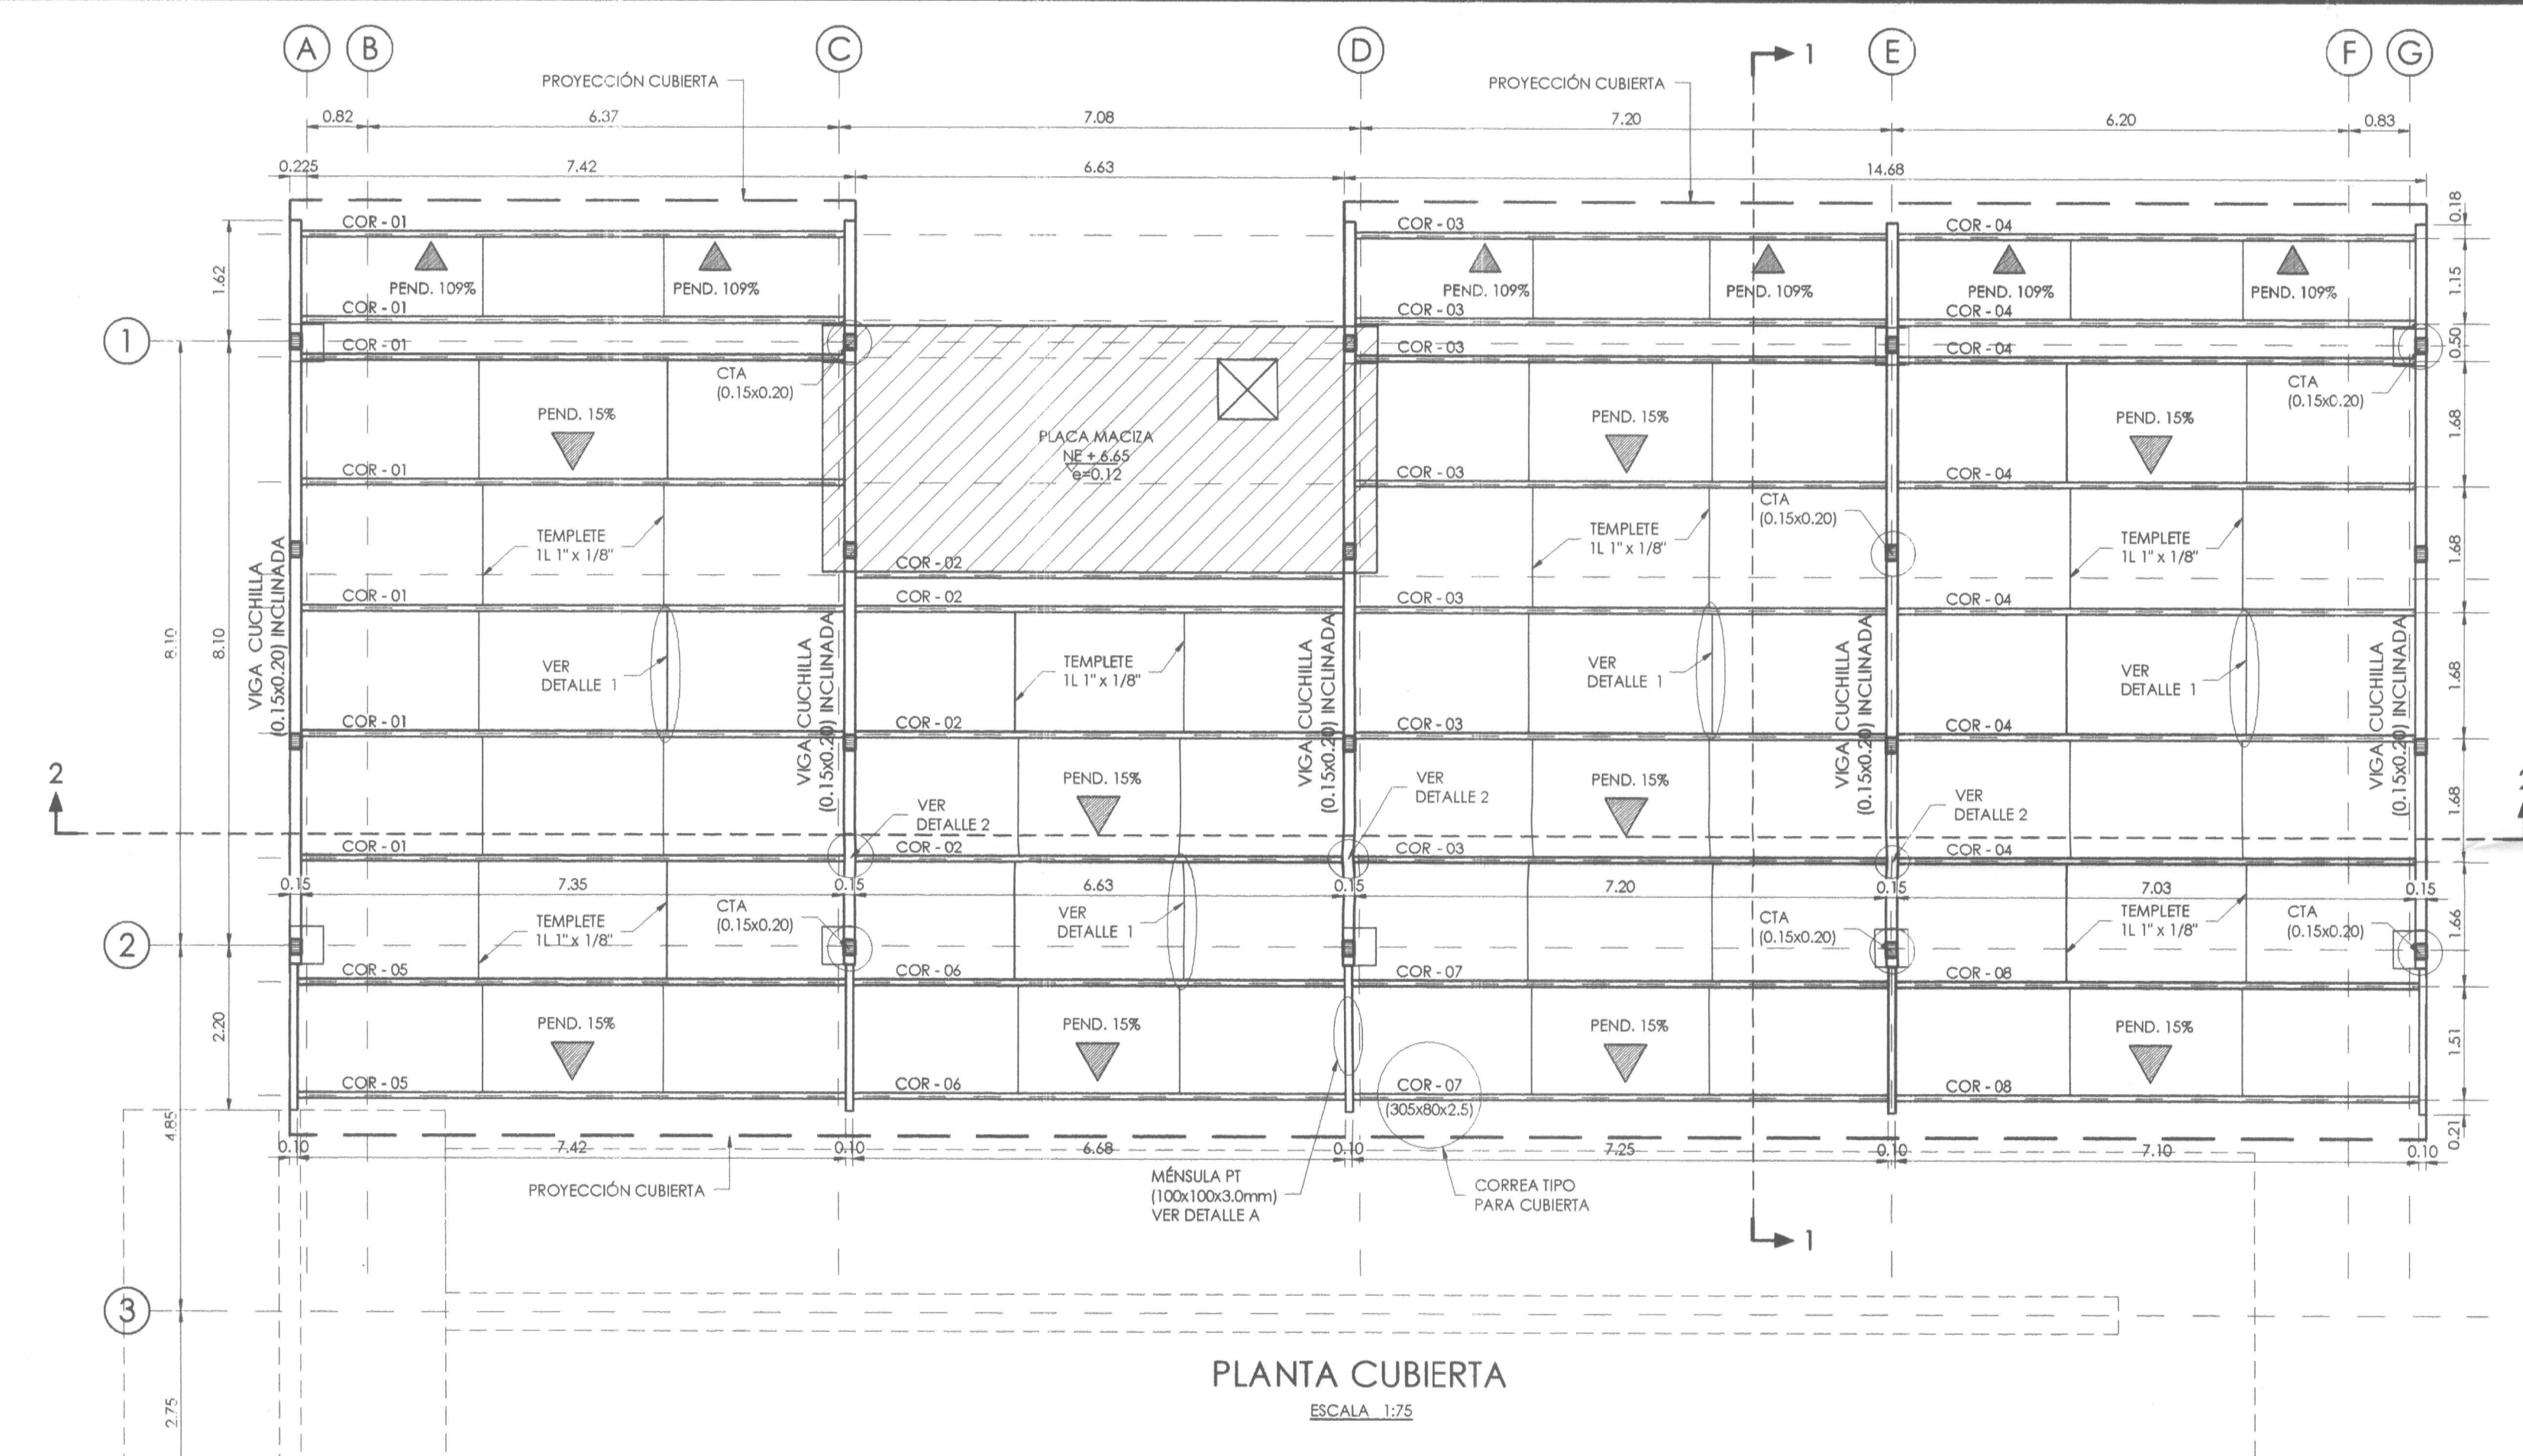 A B C D E F G
1
PROYECCIÓN CUBIERTA
PROYECCIÓN CUBIERTA
0.82 6.37 7.08 7.20 6.20 0.83
0.225 7.42 6.63 14.68
0.18
COR - 01 COR - 03 COR - 04
PEND. 109% PEND. 109% PEND. 109% PEND. 109% PEND. 109% PEND. 109%
1.62 1.15
COR - 01 COR - 03 COR - 04
1
COR - 01 COR - 03 COR - 04
0.50
CTA
(0.15x0.20)
CTA
(0.15x0.20)
PEND. 15% PEND. 15% PEND. 15%
1.68
PLACA MACIZA
NE + 6.65
e=0.12
COR - 01 COR - 03 COR - 04
CTA
(0.15x0.20)
TEMPLETE
1L 1" x 1/8"
TEMPLETE
1L 1" x 1/8"
TEMPLETE
1L 1" x 1/8"
1.68
COR - 02
COR - 01 COR - 02 COR - 03 COR - 04
8.10 8.10
VIGA CUCHILLA
(0.15x0.20) INCLINADA
VIGA CUCHILLA
(0.15x0.20) INCLINADA
VIGA CUCHILLA
(0.15x0.20) INCLINADA
VIGA CUCHILLA
(0.15x0.20) INCLINADA
VIGA CUCHILLA
(0.15x0.20) INCLINADA
VER
DETALLE 1
TEMPLETE
1L 1" x 1/8"
VER
DETALLE 1
VER
DETALLE 1
1.68
COR - 01 COR - 02 COR - 03 COR - 04
2
PEND. 15% PEND. 15%
VER
DETALLE 2
VER
DETALLE 2
VER
DETALLE 2
1.68
COR - 01 COR - 02 COR - 03 COR - 04
0.15 7.35 0.15 6.63 0.15 7.20 0.15 7.03 0.15
TEMPLETE
1L 1" x 1/8"
CTA
(0.15x0.20)
VER
DETALLE 1
CTA
(0.15x0.20)
TEMPLETE
1L 1" x 1/8"
CTA
(0.15x0.20)
1.66
2
COR - 05 COR - 06 COR - 07 COR - 08
PEND. 15% PEND. 15% PEND. 15% PEND. 15%
2.20 1.51
COR - 05 COR - 06 COR - 07 COR - 08
(305x80x2.5)
4.85
0.21
0.10 7.42 0.10 6.68 0.10 7.25 0.10 7.10 0.10
PROYECCIÓN CUBIERTA
MÉNSULA PT
(100x100x3.0mm)
VER DETALLE A
CORREA TIPO
PARA CUBIERTA
1
3
2.75
PLANTA CUBIERTA
ESCALA 1:75